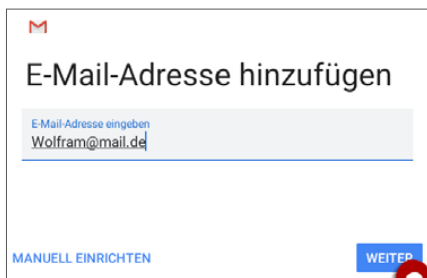 E-Mail-Adresse hinzufügen
E-Mail-Adresse eingeben
Wolfram@mail.de
MANUELL EINRICHTEN
WEITER